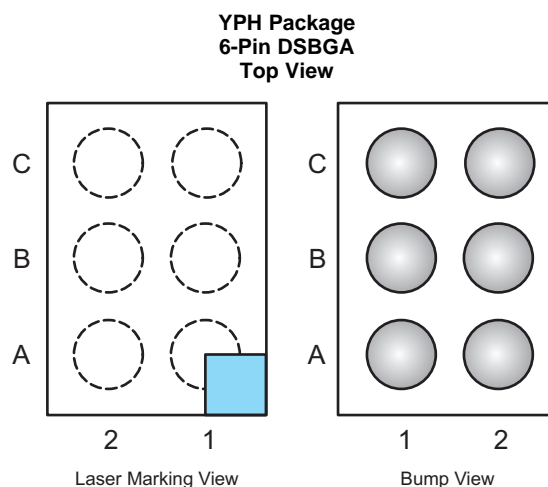 YPH Package
6-Pin DSBGA
Top View
C C
B B
A A
2 1 1 2
Laser Marking View Bump View